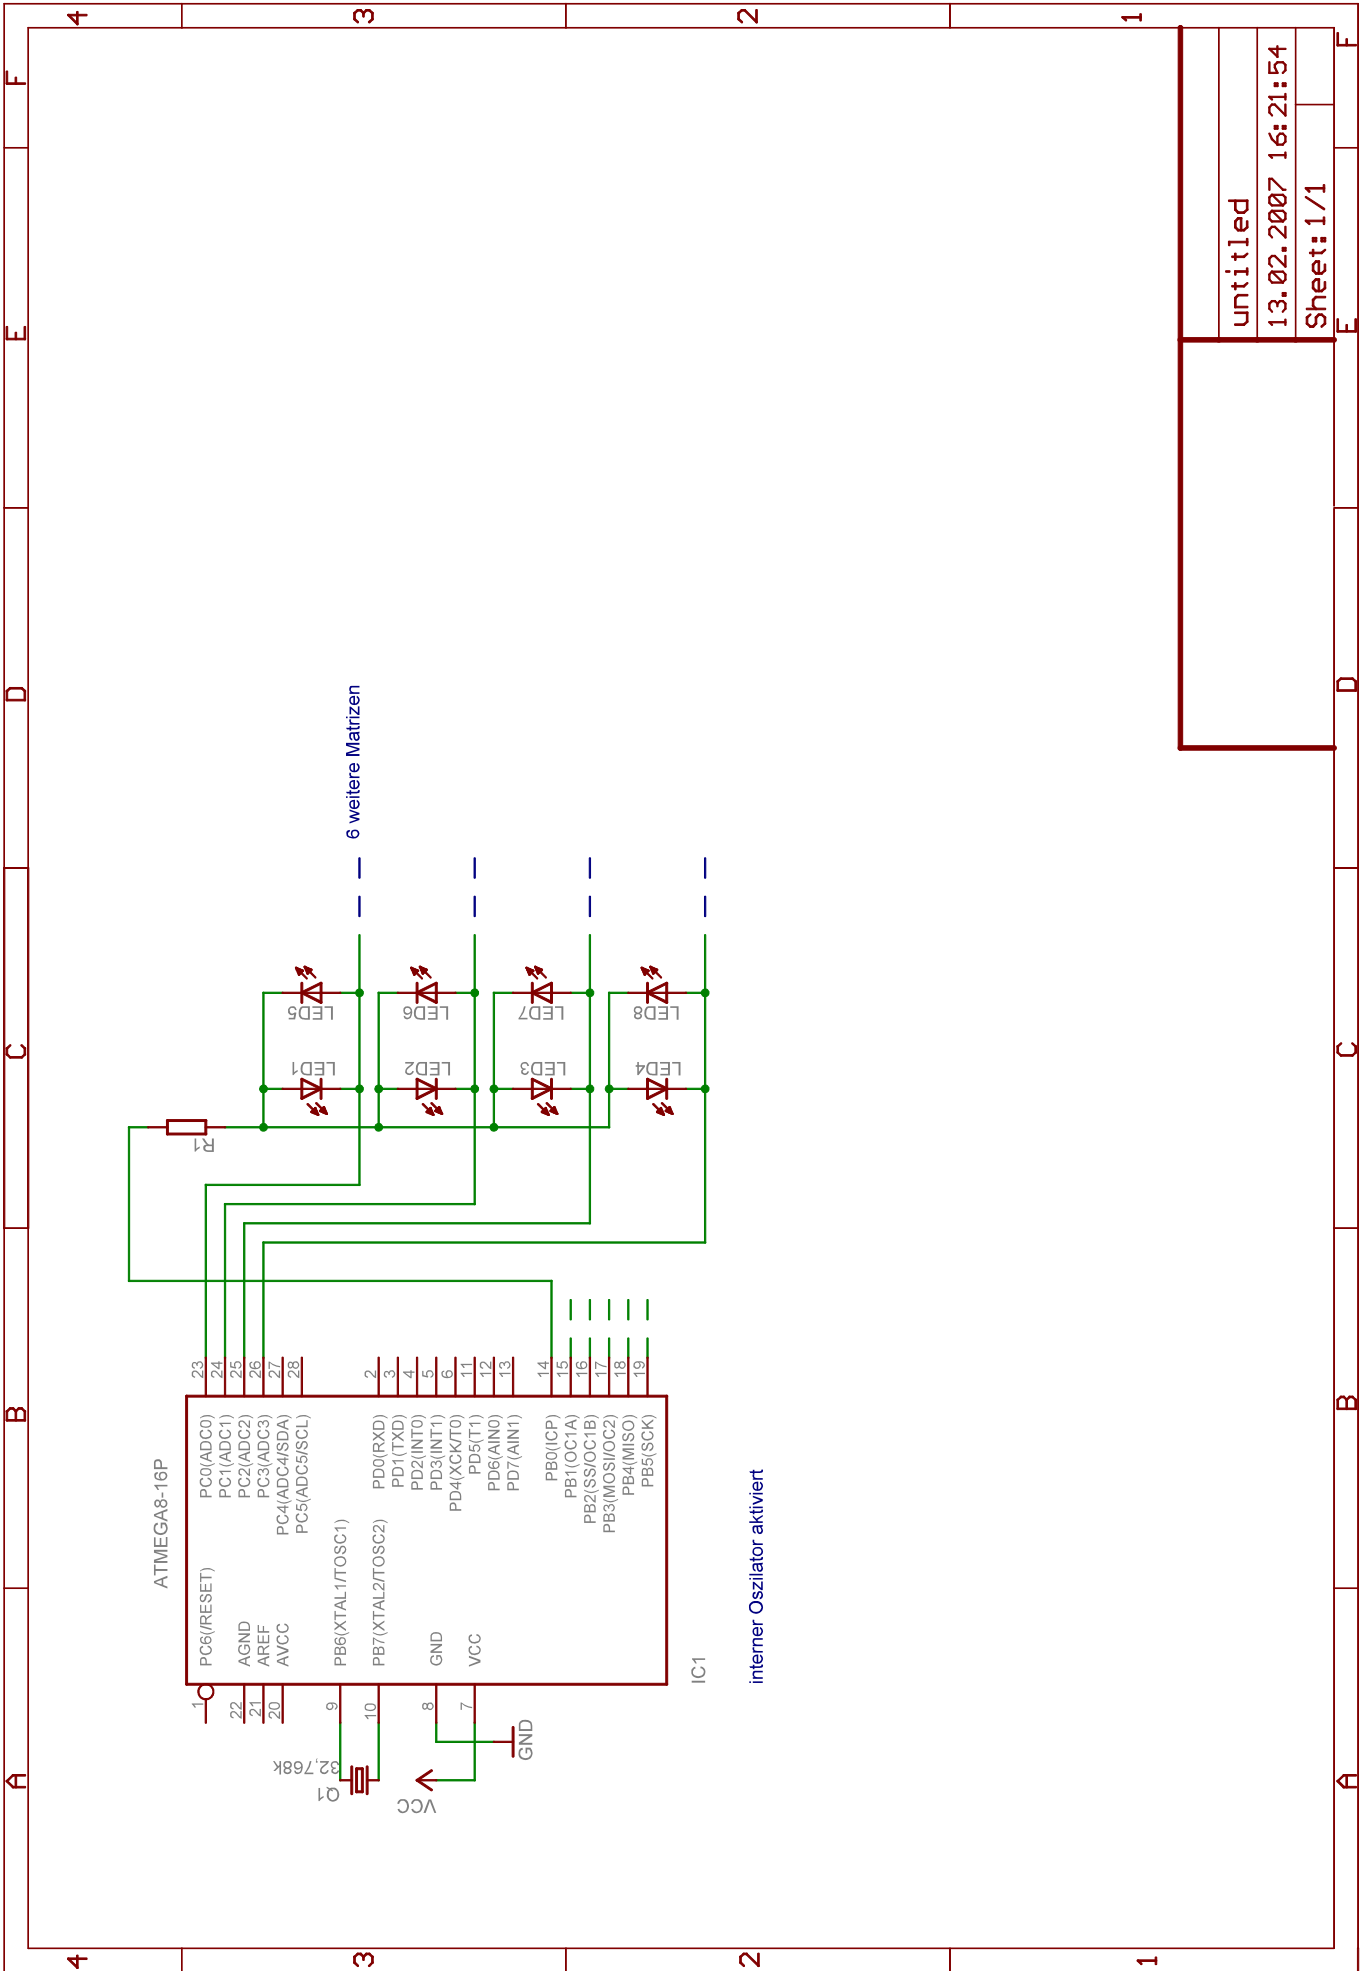 A
B
C
D
E
F
4
4
3
3
2
2
1
1
ATMEGA8-16P
1
PC6(/RESET)
22
AGND
21
AREF
20
AVCC
9
PB6(XTAL1/TOSC1)
10
PB7(XTAL2/TOSC2)
8
GND
7
VCC
PC0(ADC0)
23
PC1(ADC1)
24
PC2(ADC2)
25
PC3(ADC3)
26
PC4(ADC4/SDA)
27
PC5(ADC5/SCL)
28
PD0(RXD)
2
PD1(TXD)
3
PD2(INT0)
4
PD3(INT1)
5
PD4(XCK/T0)
6
PD5(T1)
11
PD6(AIN0)
12
PD7(AIN1)
13
PB0(ICP)
14
PB1(OC1A)
15
PB2(SS/OC1B)
16
PB3(MOSI/OC2)
17
PB4(MISO)
18
PB5(SCK)
19
IC1
Q1
32,768k
VCC
GND
R1
LED1
LED5
LED2
LED6
LED3
LED7
LED4
LED8
6 weitere Matrizen
interner Oszilator aktiviert
untitled
13.02.2007 16:21:54
Sheet: 1/1
A
B
C
D
E
F